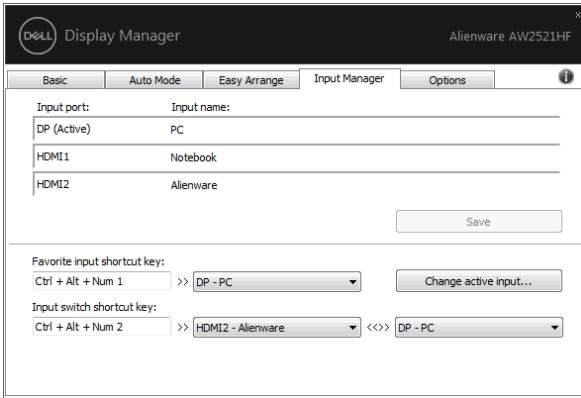 DELL Display Manager
Alienware AW2521HF
x
Basic Auto Mode Easy Arrange Input Manager Options i
Input port: Input name:
DP (Active) PC
HDMI1 Notebook
HDMI2 Alienware
Save
Favorite input shortcut key:
Ctrl + Alt + Num 1 >> DP - PC Change active input...
Input switch shortcut key:
Ctrl + Alt + Num 2 >> HDMI2 - Alienware <<>> DP - PC